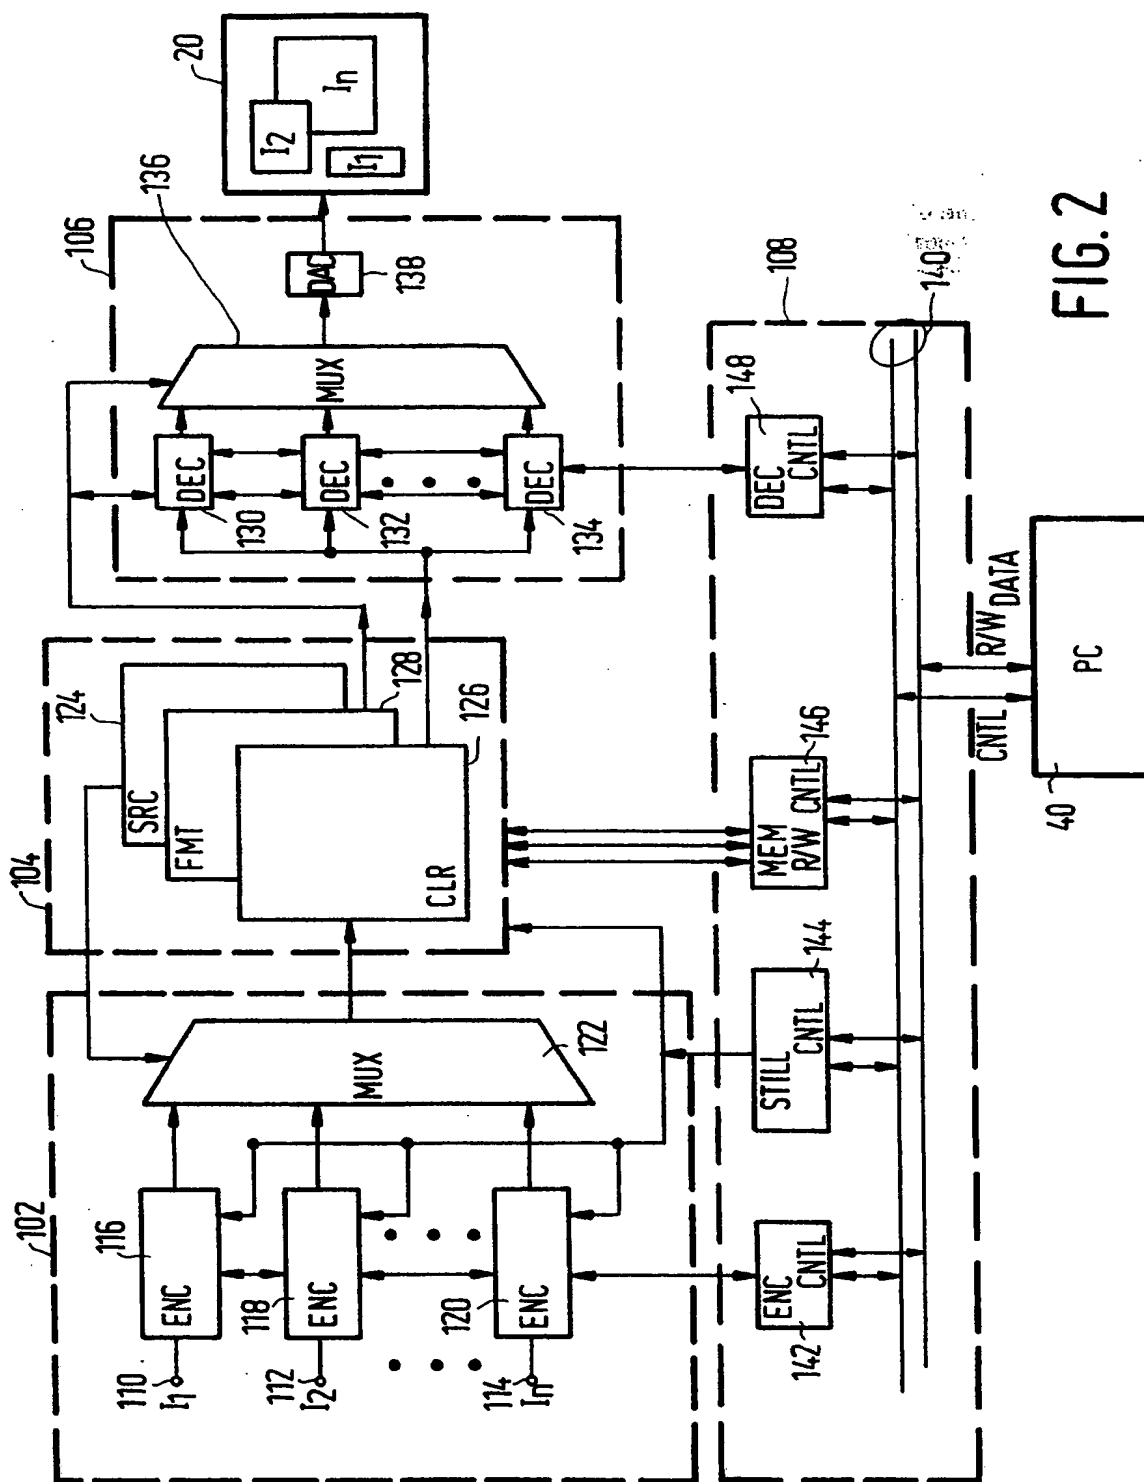 102
110
I1
116
ENC
112
I2
118
ENC
114
In
120
ENC
MUX
122
104
SRC
124
FMT
128
CLR
126
106
DEC
130
DEC
132
DEC
134
MUX
136
DAC
138
20
I2
In
I1
108
ENC
CNTL
142
STILL
CNTL
144
MEM
R/W CNTL
146
DEC
CNTL
148
140
CNTL
R/W DATA
PC
40
FIG. 2